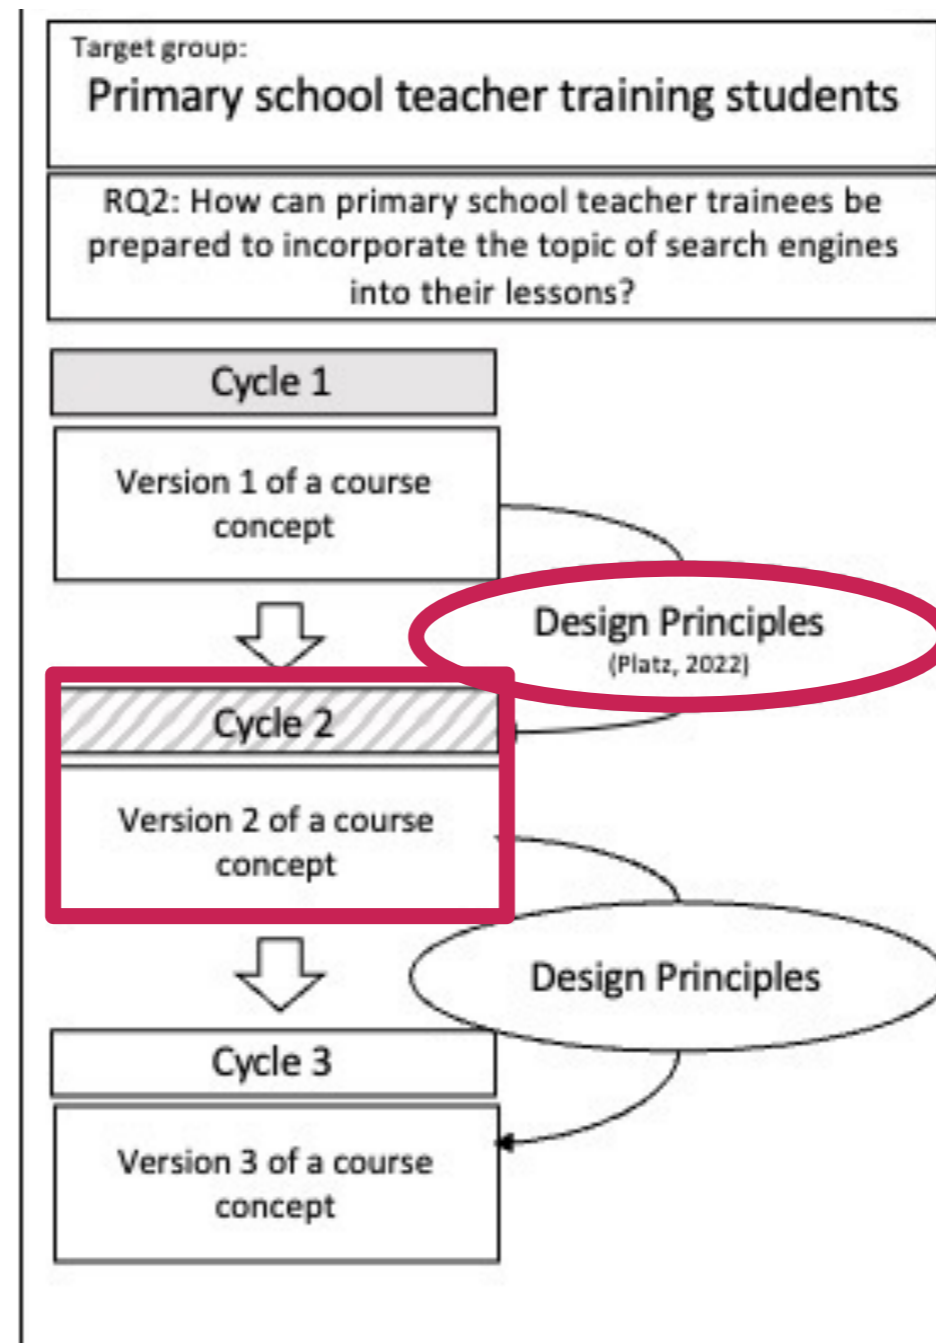 Target group:
Primary school teacher training students
RQ2: How can primary school teacher trainees be
prepared to incorporate the topic of search engines
into their lessons?
Cycle 1
Version 1 of a course
concept
Design Principles
(Platz, 2022)
Cycle 2
Version 2 of a course
concept
Design Principles
Cycle 3
Version 3 of a course
concept